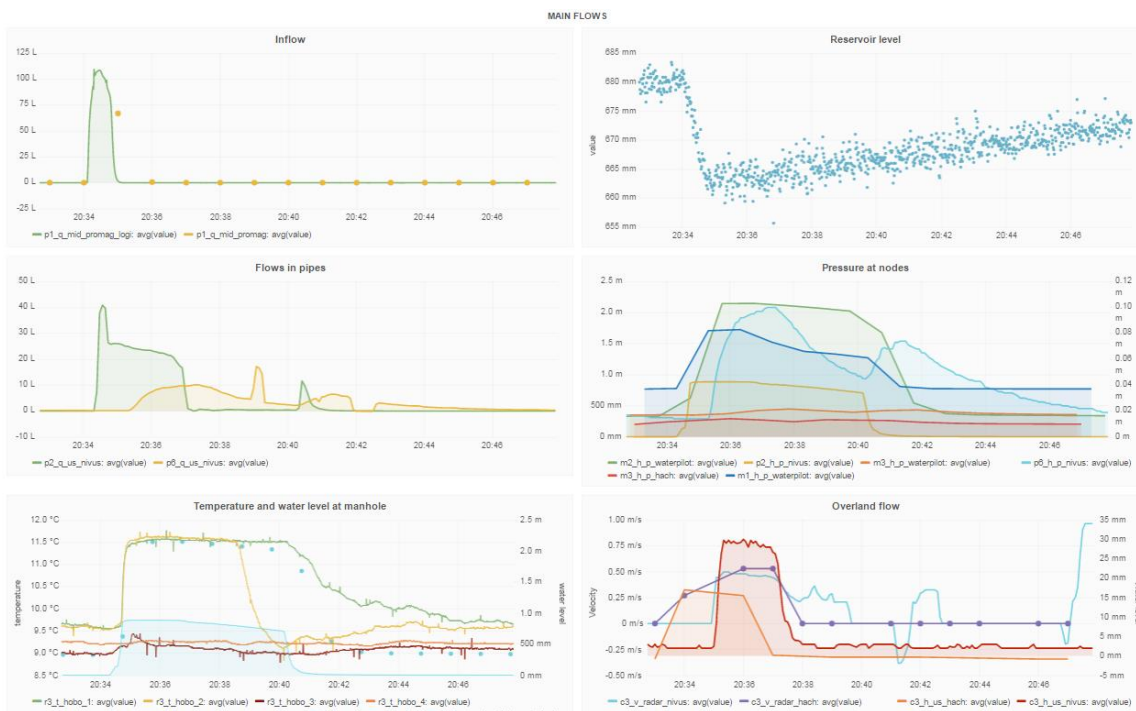 MAIN FLOWS
Inflow
125 L
100 L
75 L
50 L
25 L
0 L
-25 L
20:34 20:36 20:38 20:40 20:42 20:44 20:46
p1_q_mid_promag_logi: avg(value) p1_q_mid_promag: avg(value)
Reservoir level
685 mm
680 mm
675 mm
670 mm
665 mm
660 mm
655 mm
value
20:34 20:36 20:38 20:40 20:42 20:44 20:46
Flows in pipes
50 L
40 L
30 L
20 L
10 L
0 L
-10 L
20:34 20:36 20:38 20:40 20:42 20:44 20:46
p2_q_us_nivus: avg(value) p6_q_us_nivus: avg(value)
Pressure at nodes
2.5 m
2.0 m
1.5 m
1.0 m
500 mm
0 mm
0.12 m
0.10 m
0.08 m
0.06 m
0.04 m
0.02 m
0 m
20:34 20:36 20:38 20:40 20:42 20:44 20:46
m2_h_p_waterpilot: avg(value) p2_h_p_nivus: avg(value) m3_h_p_waterpilot: avg(value) p6_h_p_nivus: avg(value)
m3_h_p_hach: avg(value) m1_h_p_waterpilot: avg(value)
Temperature and water level at manhole
12.0 °C
11.5 °C
11.0 °C
10.5 °C
10.0 °C
9.5 °C
9.0 °C
8.5 °C
temperature
2.5 m
2.0 m
1.5 m
1.0 m
500 mm
0 mm
water level
20:34 20:36 20:38 20:40 20:42 20:44 20:46
r3_t_hobo_1: avg(value) r3_t_hobo_2: avg(value) r3_t_hobo_3: avg(value) r3_t_hobo_4: avg(value)
Overland flow
1.00 m/s
0.75 m/s
0.50 m/s
0.25 m/s
0 m/s
-0.25 m/s
-0.50 m/s
Velocity
35 mm
30 mm
25 mm
20 mm
15 mm
10 mm
5 mm
0 mm
-5 mm
20:34 20:36 20:38 20:40 20:42 20:44 20:46
c3_v_radar_nivus: avg(value) c3_v_radar_hach: avg(value) c3_h_us_hach: avg(value) c3_h_us_nivus: avg(value)